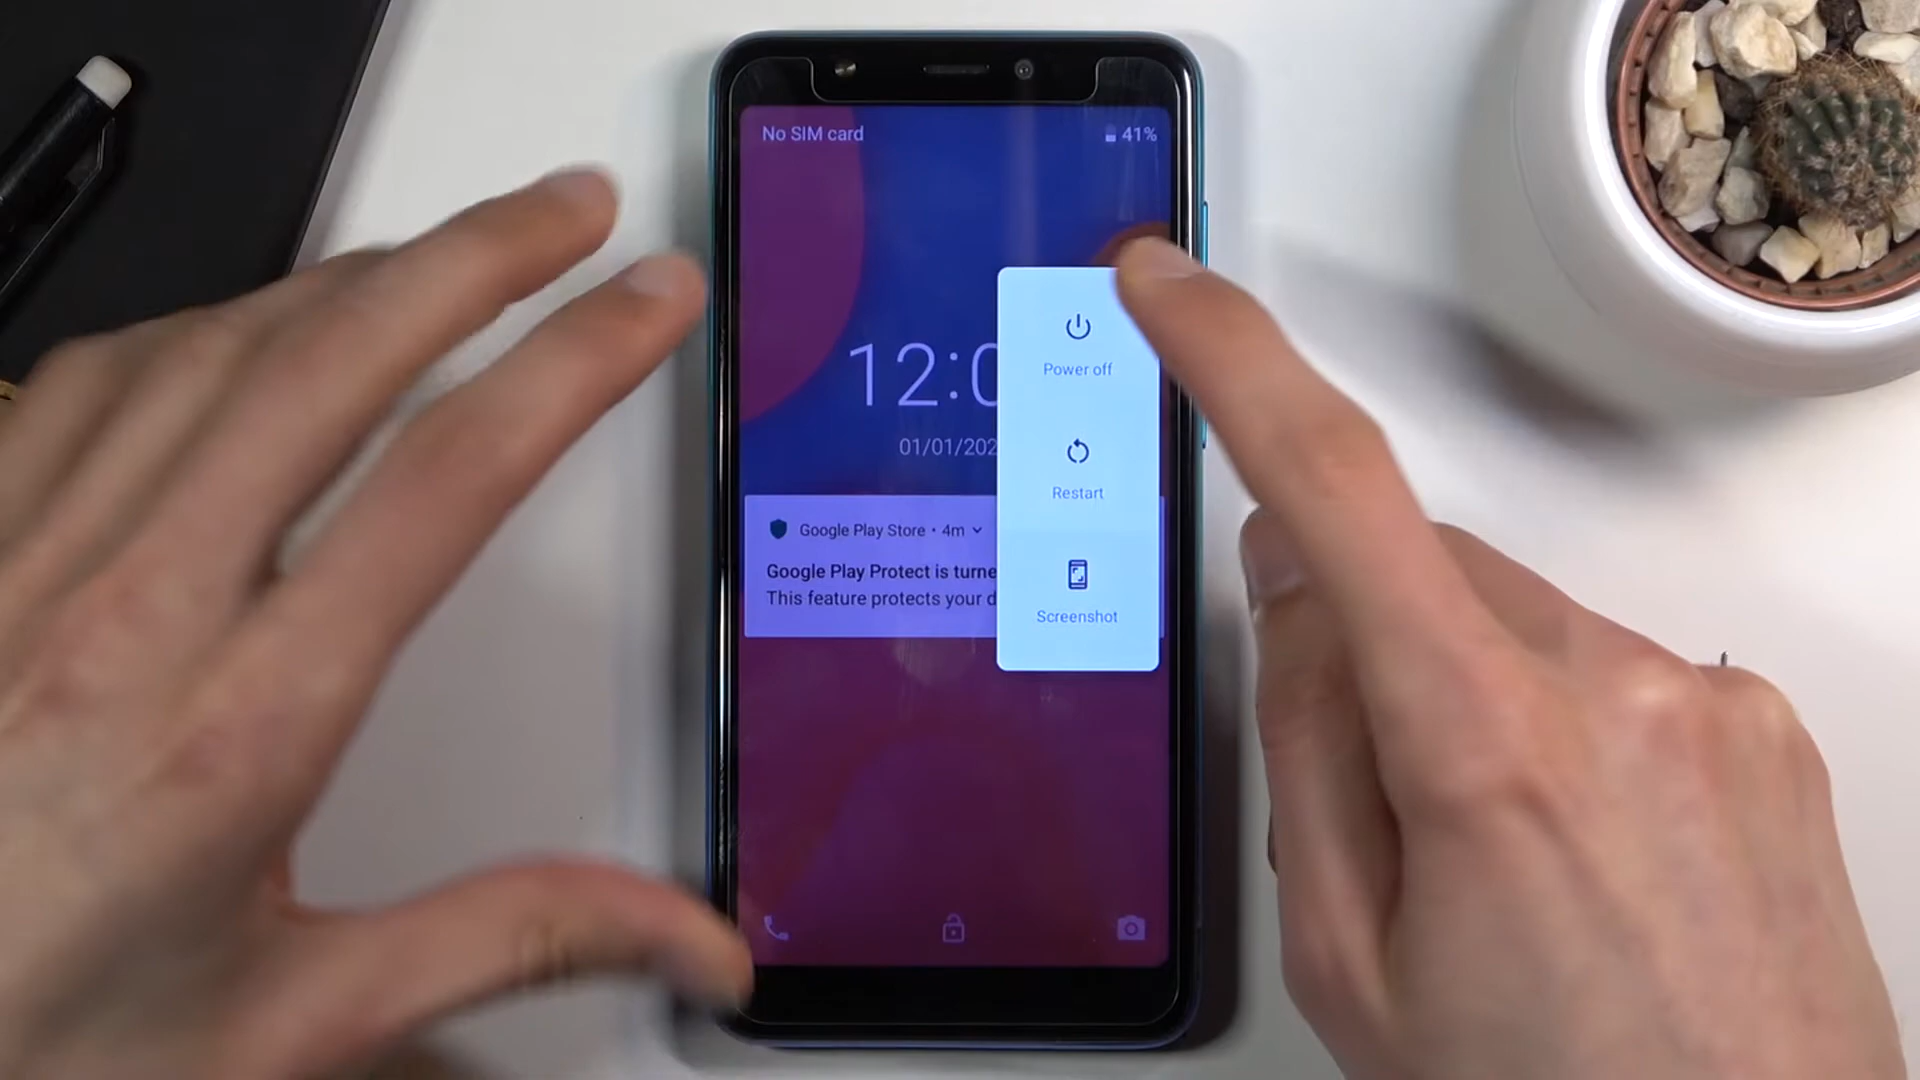 No SIM card
41%
Power off
12:0
01/01/202
Restart
Google Play Store • 4m
Google Play Protect is turne
This feature protects your d
Screenshot